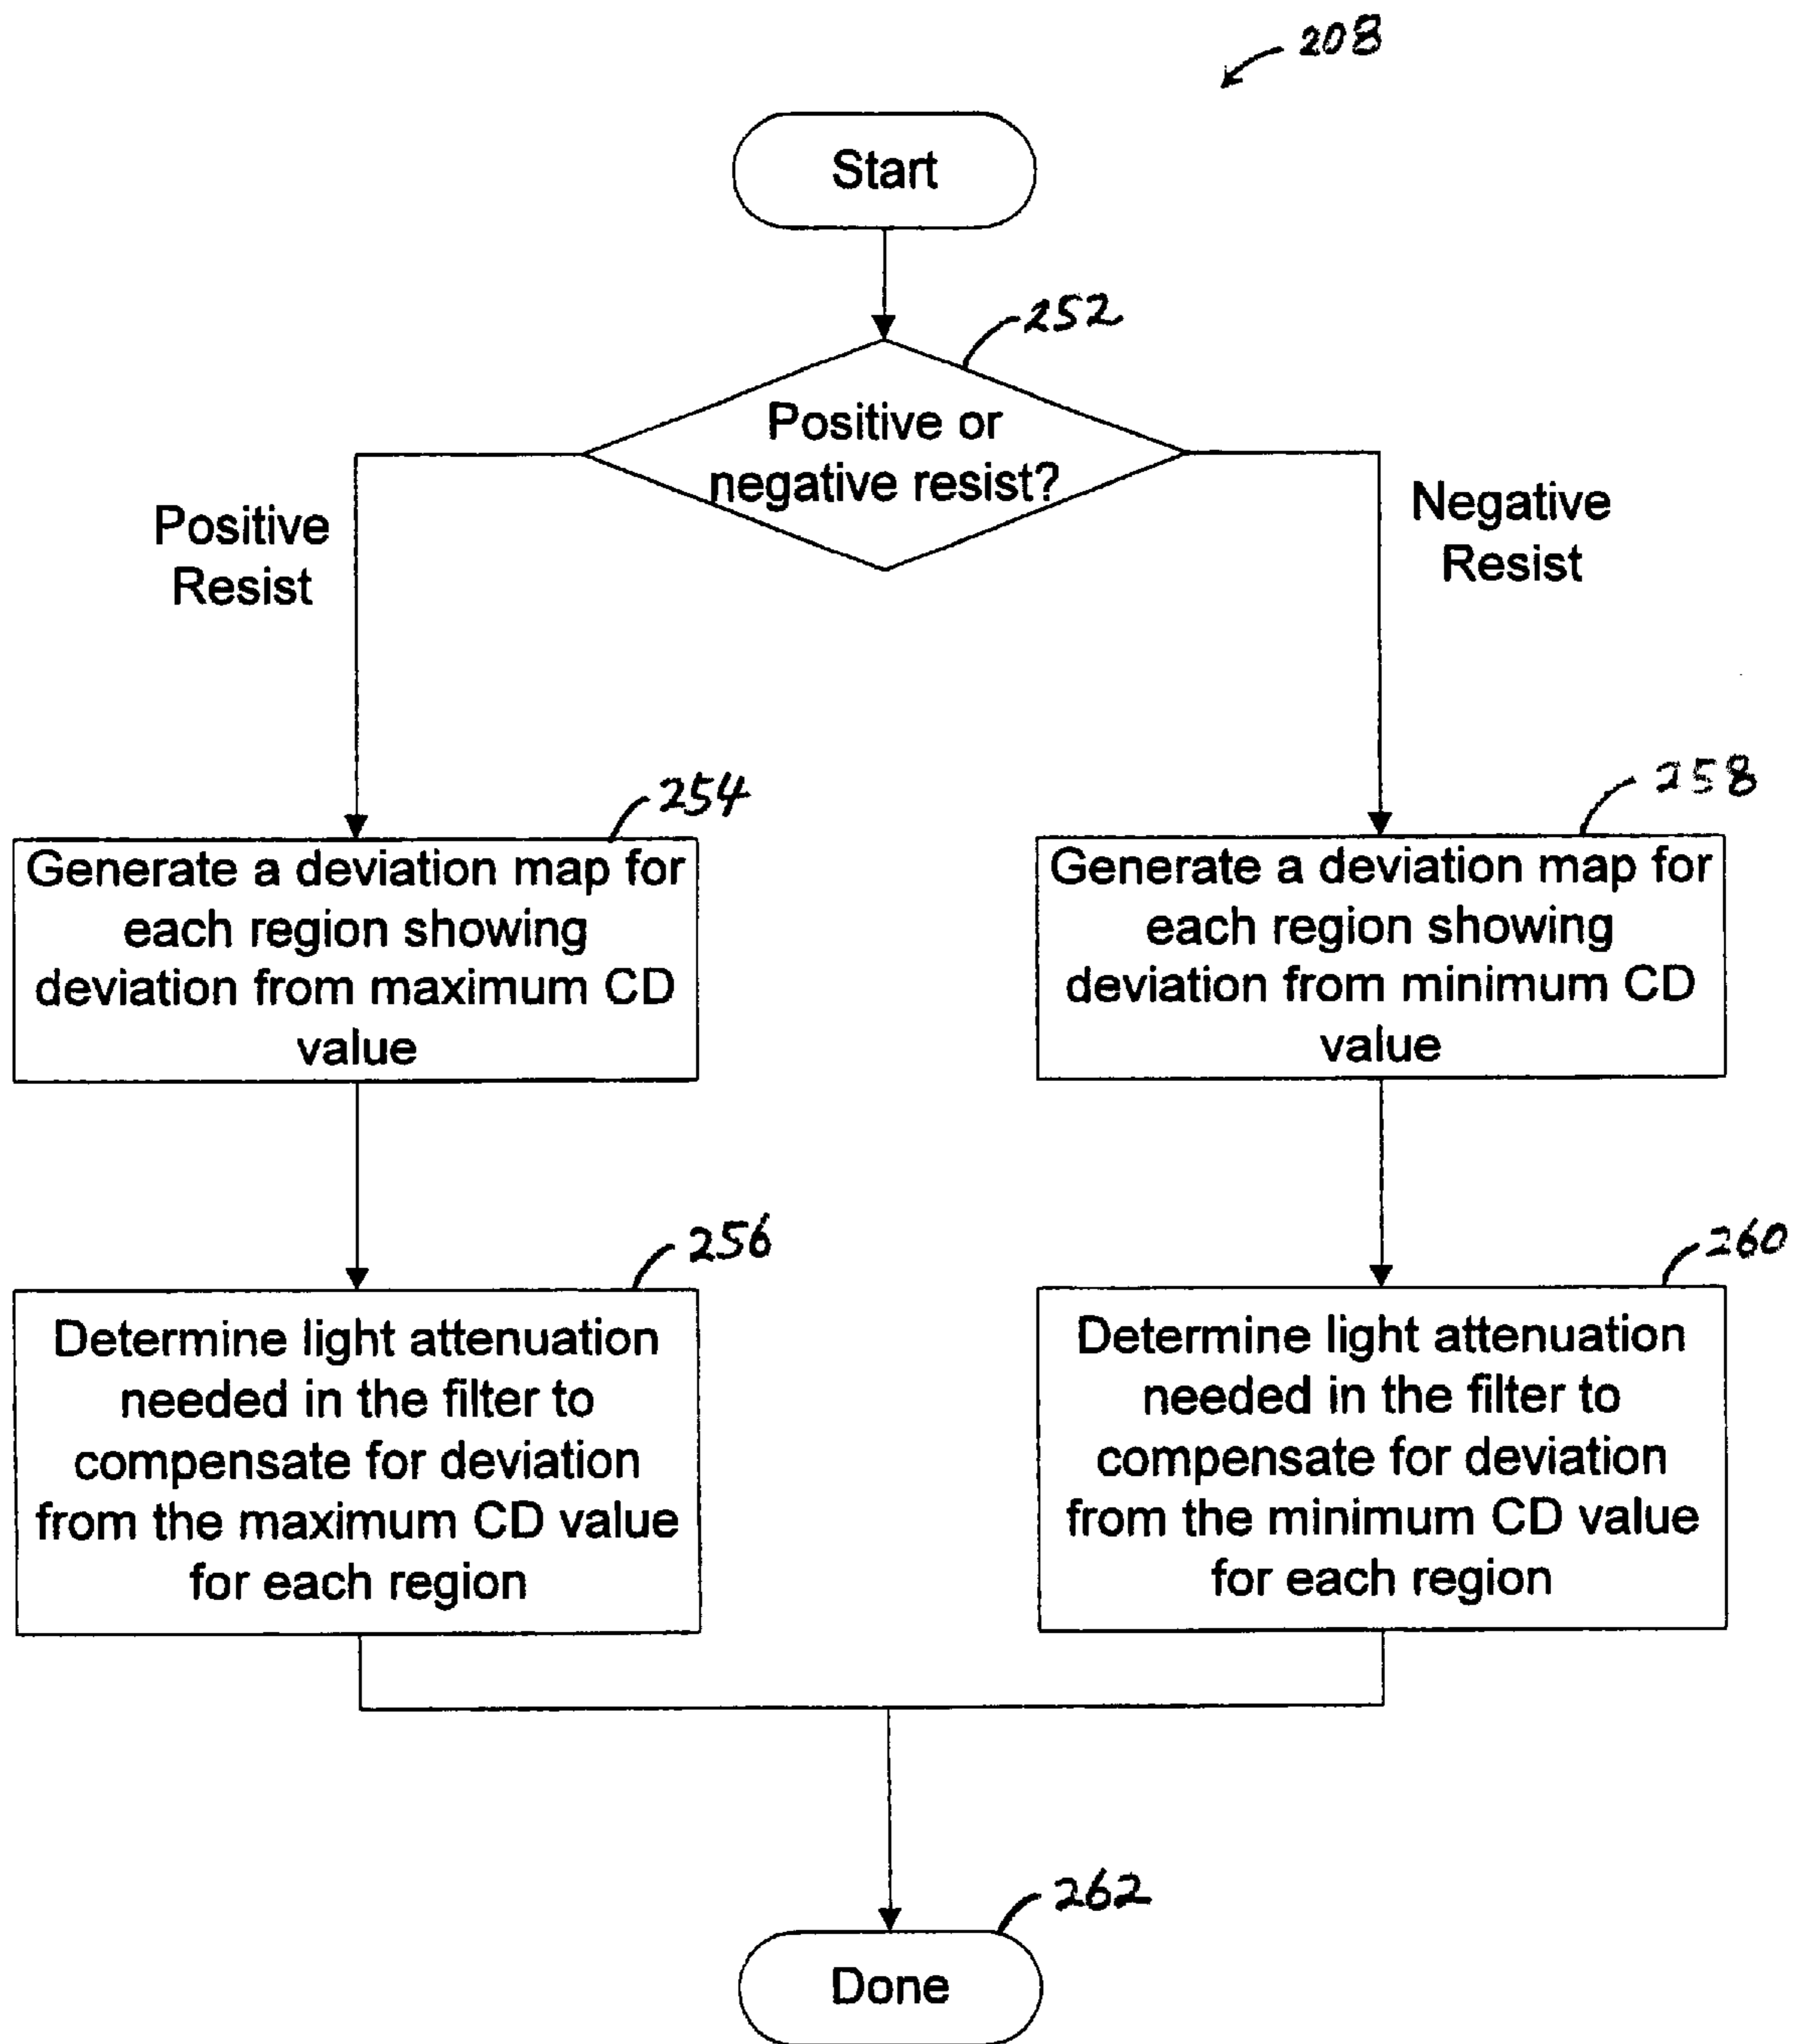 208
Start
252
Positive or
negative resist?
Positive
Resist
Negative
Resist
254
Generate a deviation map for
each region showing
deviation from maximum CD
value
258
Generate a deviation map for
each region showing
deviation from minimum CD
value
256
Determine light attenuation
needed in the filter to
compensate for deviation
from the maximum CD value
for each region
260
Determine light attenuation
needed in the filter to
compensate for deviation
from the minimum CD value
for each region
262
Done